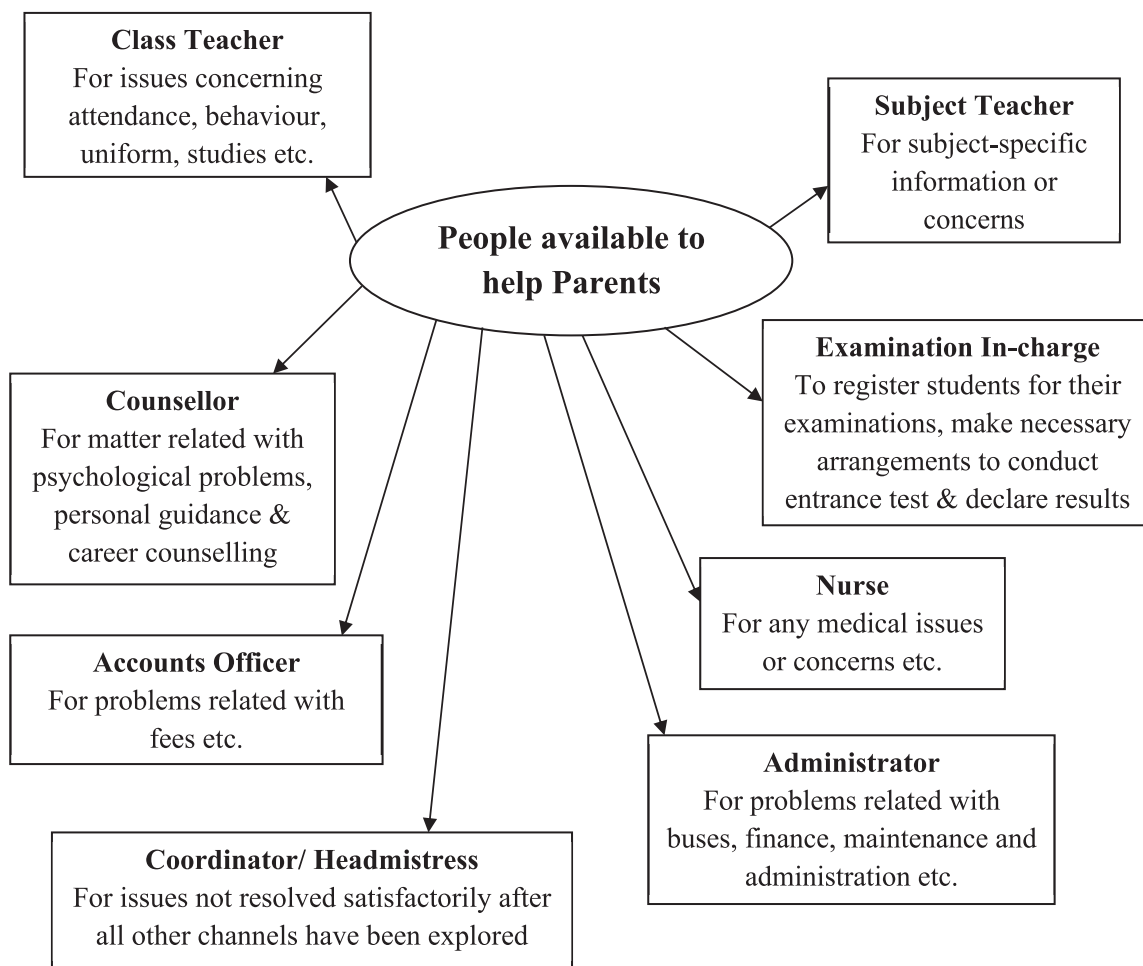 Class Teacher
For issues concerning
attendance, behaviour,
uniform, studies etc.
Subject Teacher
For subject-specific
information or
concerns
People available to
help Parents
Examination In-charge
To register students for their
examinations, make necessary
arrangements to conduct
entrance test & declare results
Counsellor
For matter related with
psychological problems,
personal guidance &
career counselling
Nurse
For any medical issues
or concerns etc.
Accounts Officer
For problems related with
fees etc.
Administrator
For problems related with
buses, finance, maintenance and
administration etc.
Coordinator/ Headmistress
For issues not resolved satisfactorily after
all other channels have been explored